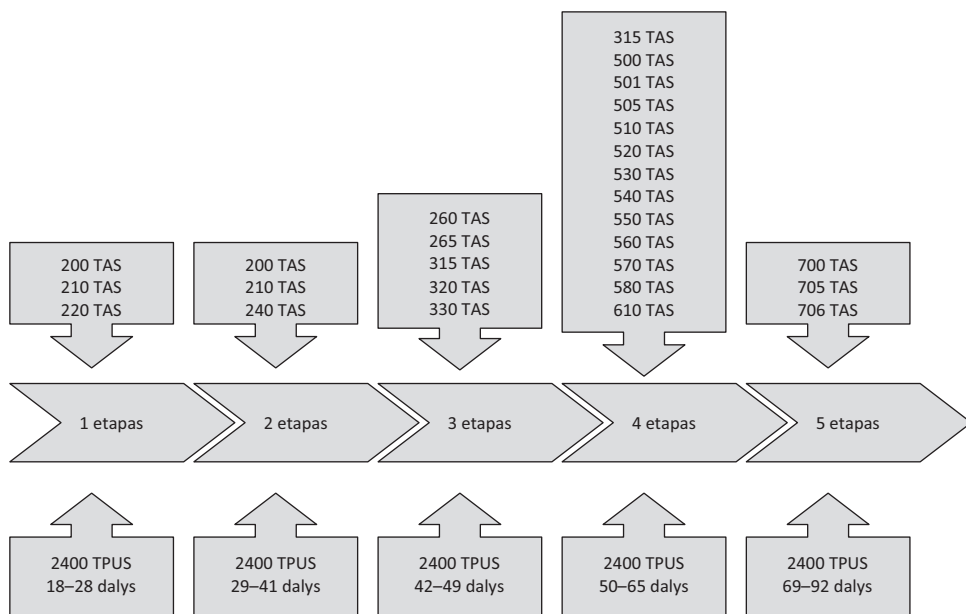 315 TAS
500 TAS
501 TAS
505 TAS
510 TAS
520 TAS
530 TAS
540 TAS
550 TAS
560 TAS
570 TAS
580 TAS
610 TAS
260 TAS
265 TAS
315 TAS
320 TAS
330 TAS
200 TAS
210 TAS
220 TAS
200 TAS
210 TAS
240 TAS
700 TAS
705 TAS
706 TAS
1 etapas
2 etapas
3 etapas
4 etapas
5 etapas
2400 TPUS
18–28 dalys
2400 TPUS
29–41 dalys
2400 TPUS
42–49 dalys
2400 TPUS
50–65 dalys
2400 TPUS
69–92 dalys